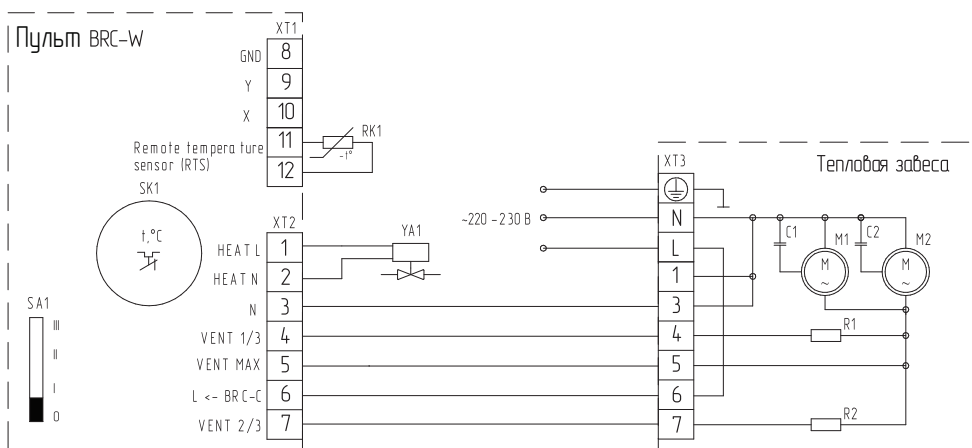 Пульт BRC-W
XT1
GND 8
Y 9
X 10
Remote temperature
sensor (RTS)
11
12
RK1
-t°
SK1
t,°C
XT2
HEAT L 1
HEAT N 2
N 3
VENT 1/3 4
VENT MAX 5
L <- BRC-C 6
VENT 2/3 7
YA1
SA1
III
II
I
0
Тепловая завеса
XT3
~220-230 В
N
L
1
3
4
5
6
7
C1
M1
C2
M2
M
~
M
~
R1
R2